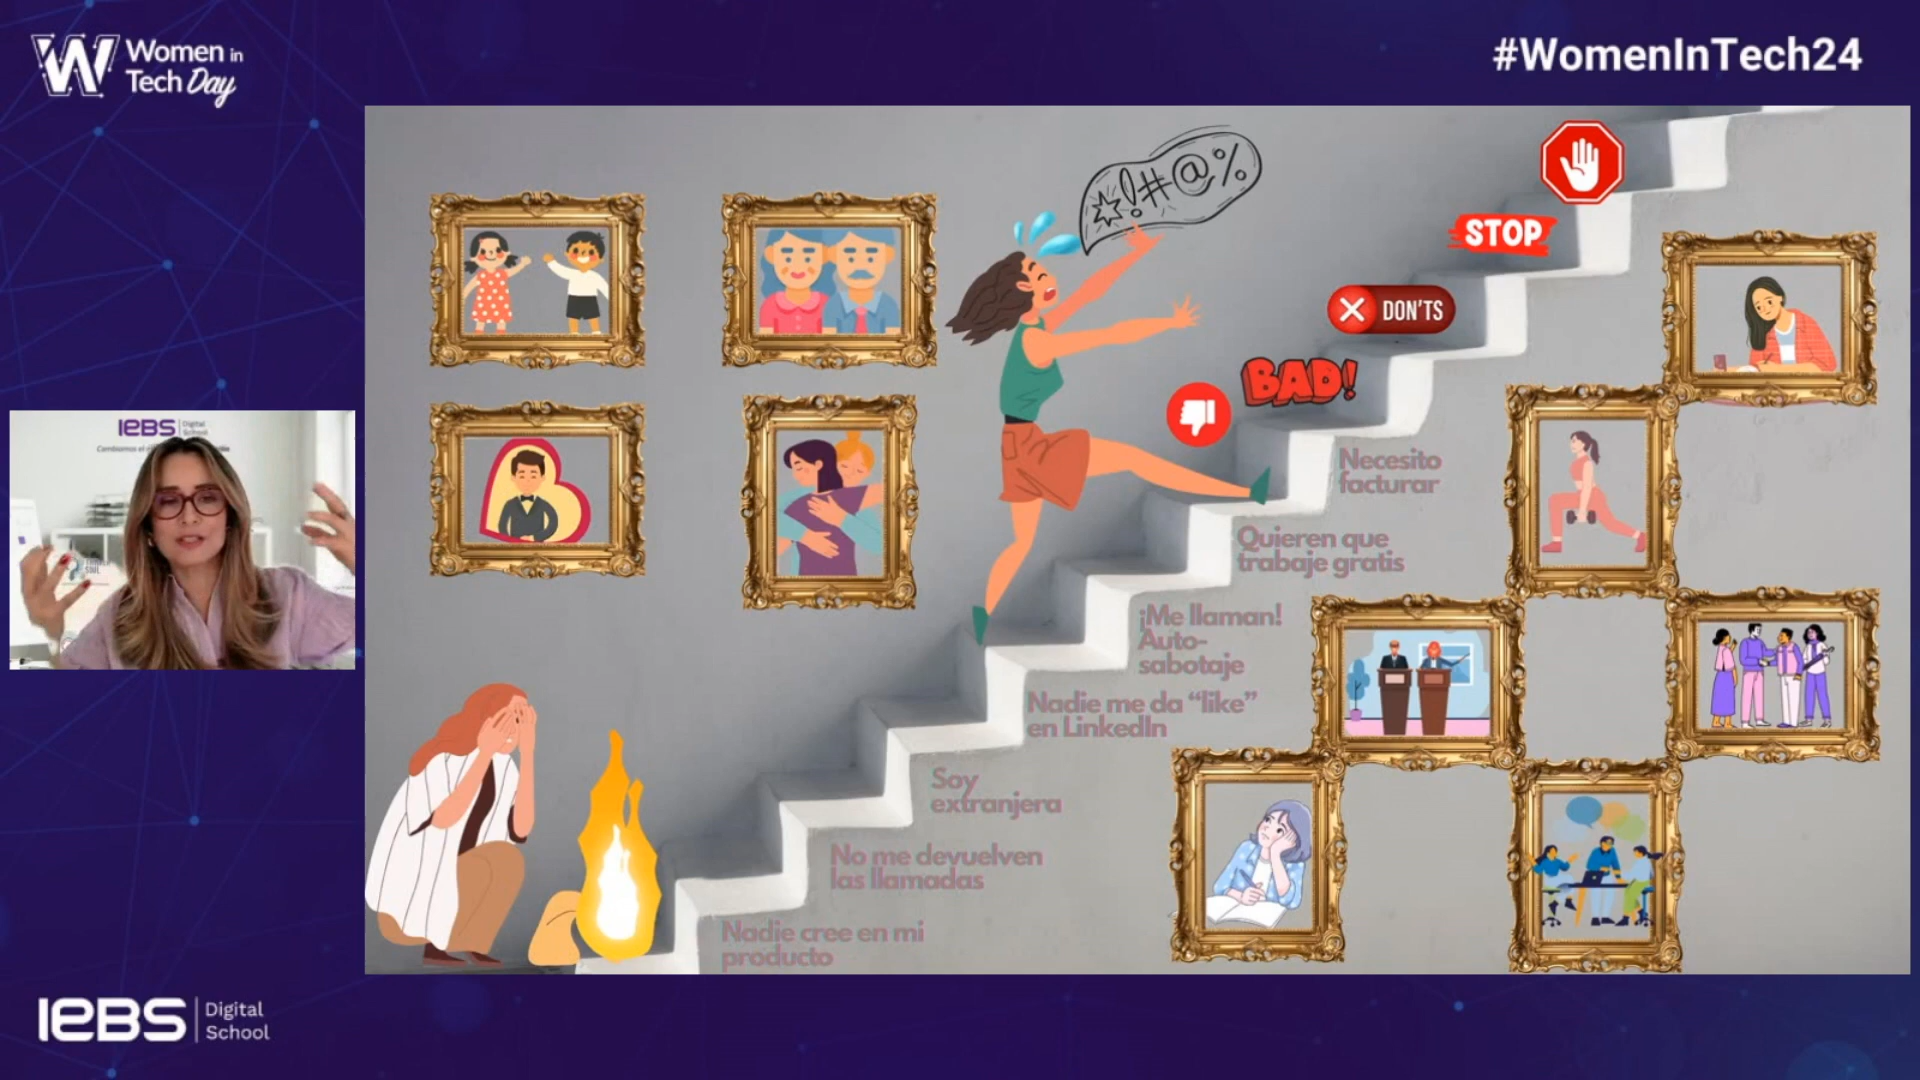 Women in
Tech Day
#WomenInTech24
*!#@%
STOP
DON'TS
BAD!
Necesito
facturar
Quieren que
trabaje gratis
¡Me llaman!
Auto-
sabotaje
Nadie me da “like”
en LinkedIn
Soy
extranjera
No me devuelven
las llamadas
Nadie cree en mi
producto
IEBS Digital
School
IEBS Digital
School